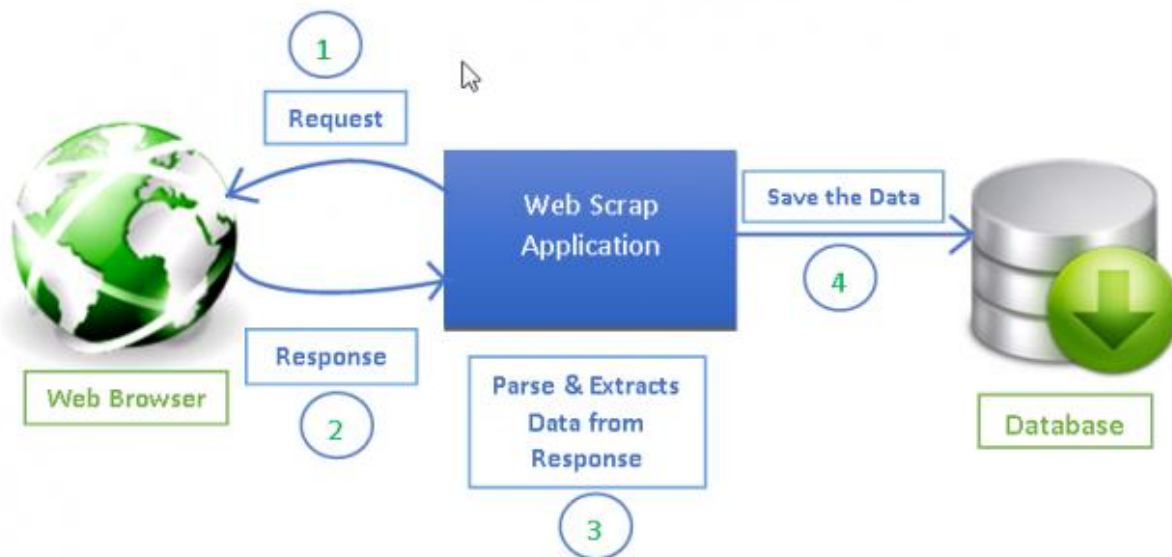 1
Request
Web Scrap
Application
Save the Data
4
Response
2
Web Browser
Parse & Extracts
Data from
Response
3
Database